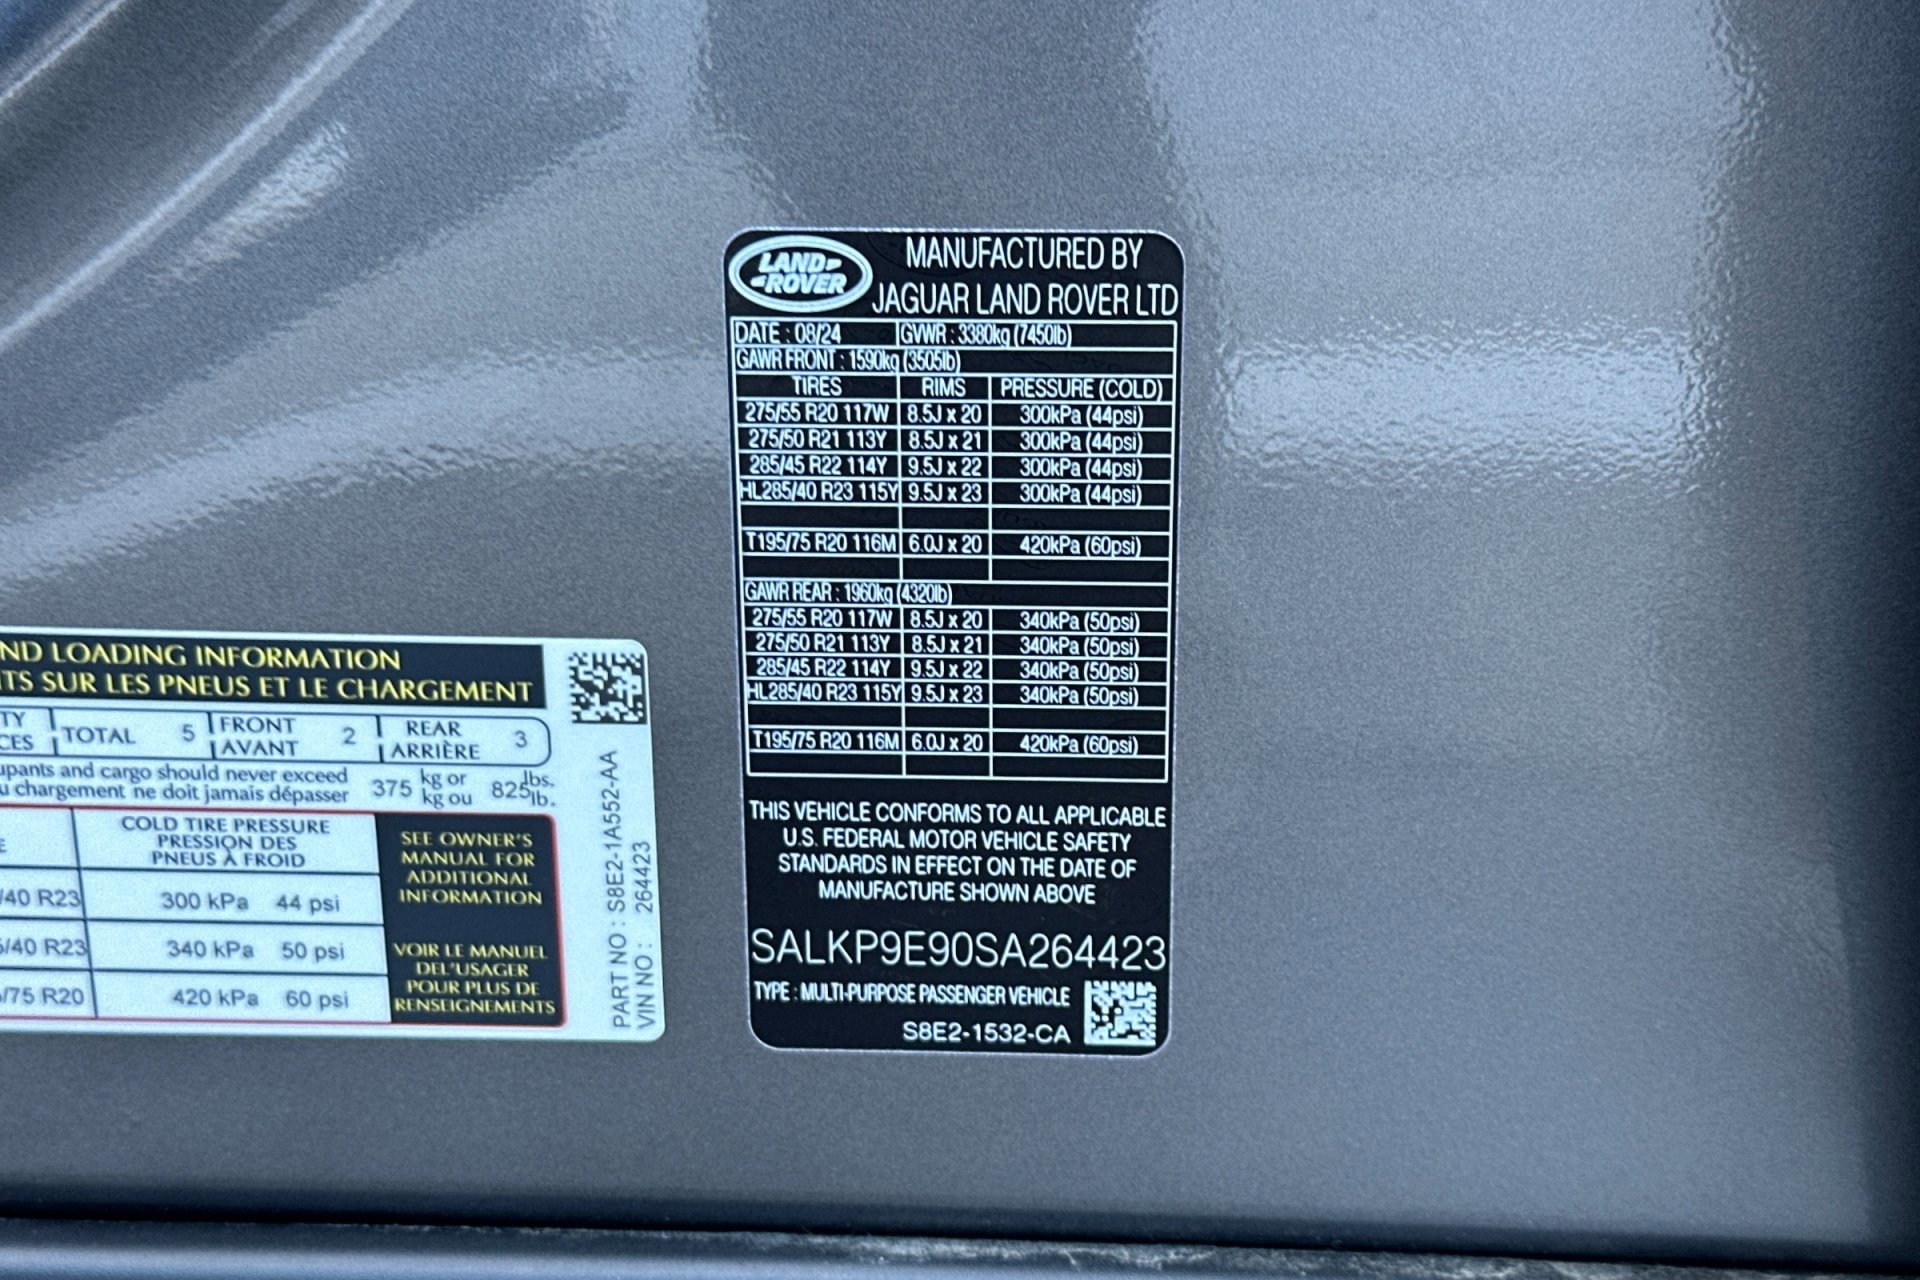 LAND-
-ROVER
MANUFACTURED BY
JAGUAR LAND ROVER LTD
DATE : 08/24 GVWR : 3380kg (7450lb)
GAWR FRONT : 1590kg (3505lb)
TIRES RIMS PRESSURE (COLD)
275/55 R20 117W 8.5J x 20 300kPa (44psi)
275/50 R21 113Y 8.5J x 21 300kPa (44psi)
285/45 R22 114Y 9.5J x 22 300kPa (44psi)
HL285/40 R23 115Y 9.5J x 23 300kPa (44psi)
T195/75 R20 116M 6.0J x 20 420kPa (60psi)
GAWR REAR : 1960kg (4320lb)
275/55 R20 117W 8.5J x 20 340kPa (50psi)
275/50 R21 113Y 8.5J x 21 340kPa (50psi)
285/45 R22 114Y 9.5J x 22 340kPa (50psi)
HL285/40 R23 115Y 9.5J x 23 340kPa (50psi)
T195/75 R20 116M 6.0J x 20 420kPa (60psi)
THIS VEHICLE CONFORMS TO ALL APPLICABLE
U.S. FEDERAL MOTOR VEHICLE SAFETY
STANDARDS IN EFFECT ON THE DATE OF
MANUFACTURE SHOWN ABOVE
SALKP9E90SA264423
TYPE : MULTI-PURPOSE PASSENGER VEHICLE
S8E2-1532-CA
ND LOADING INFORMATION
TS SUR LES PNEUS ET LE CHARGEMENT
TY TOTAL 5 FRONT 2 REAR 3
CES AVANT ARRIÈRE
upants and cargo should never exceed 375 kg or 825 lbs.
u chargement ne doit jamais dépasser kg ou lb.
E COLD TIRE PRESSURE
PRESSION DES
PNEUS À FROID
/40 R23 300 kPa 44 psi
5/40 R23 340 kPa 50 psi
/75 R20 420 kPa 60 psi
SEE OWNER'S
MANUAL FOR
ADDITIONAL
INFORMATION
VOIR LE MANUEL
DEL'USAGER
POUR PLUS DE
RENSEIGNEMENTS
PART NO : S8E2-1A552-AA
VIN NO : 264423